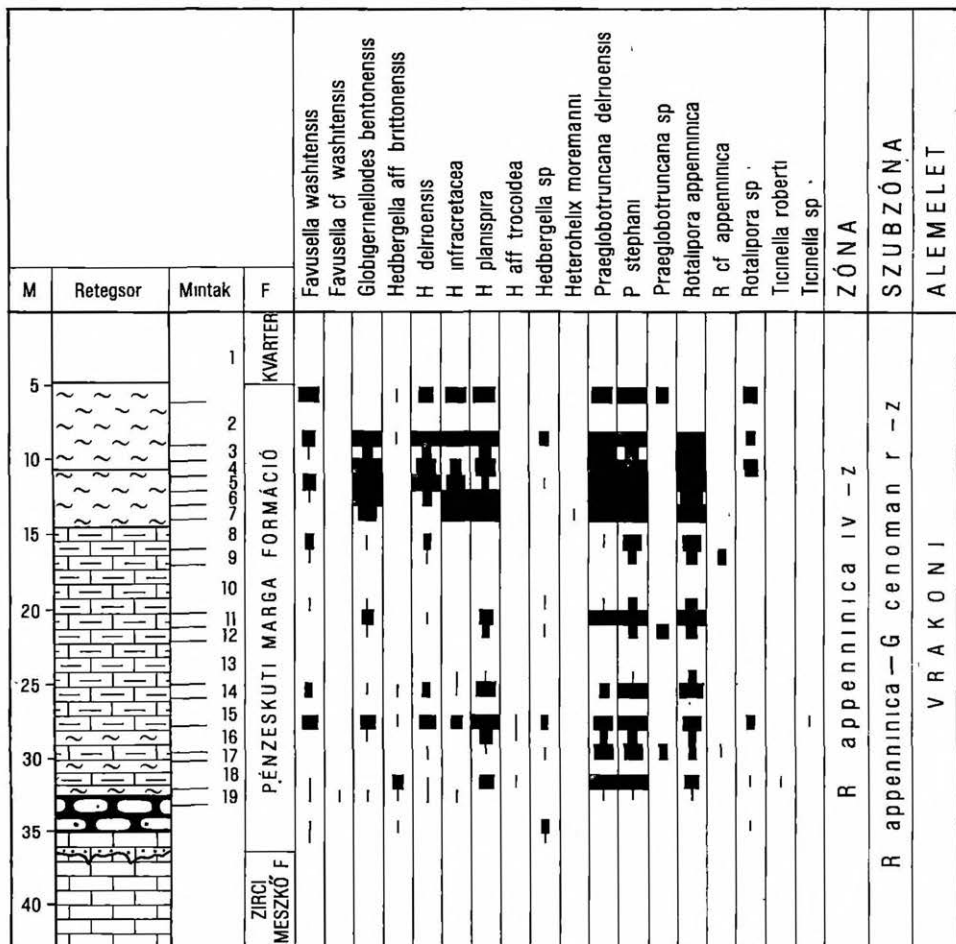 Favusella washitensis
Favusella cf washitensis
Globigerinelloides bentonensis
Hedbergella aff brittonensis
H delrioensis
H infracretacea
H planispira
H aff trocoidea
Hedbergella sp
Heterohelix moremanni
Praeglobotruncana delrioensis
P stephani
Praeglobotruncana sp
Rotalipora appenninica
R cf appenninica
Rotalipora sp
Ticinella roberti
Ticinella sp
ZÓNA
SZUBZÓNA
ALEMELET
M
Retegsor
Mintak
F
5
10
15
20
25
30
35
40
1
2
3
4
5
6
7
8
9
10
11
12
13
14
15
16
17
18
19
KVARTER
PÉNZESKUTI MARGA FORMÁCIÓ
ZIRCI
MESZKŐ F
R appenninica IV - z
R appenninica - G cenoman r - z
VRAKONI